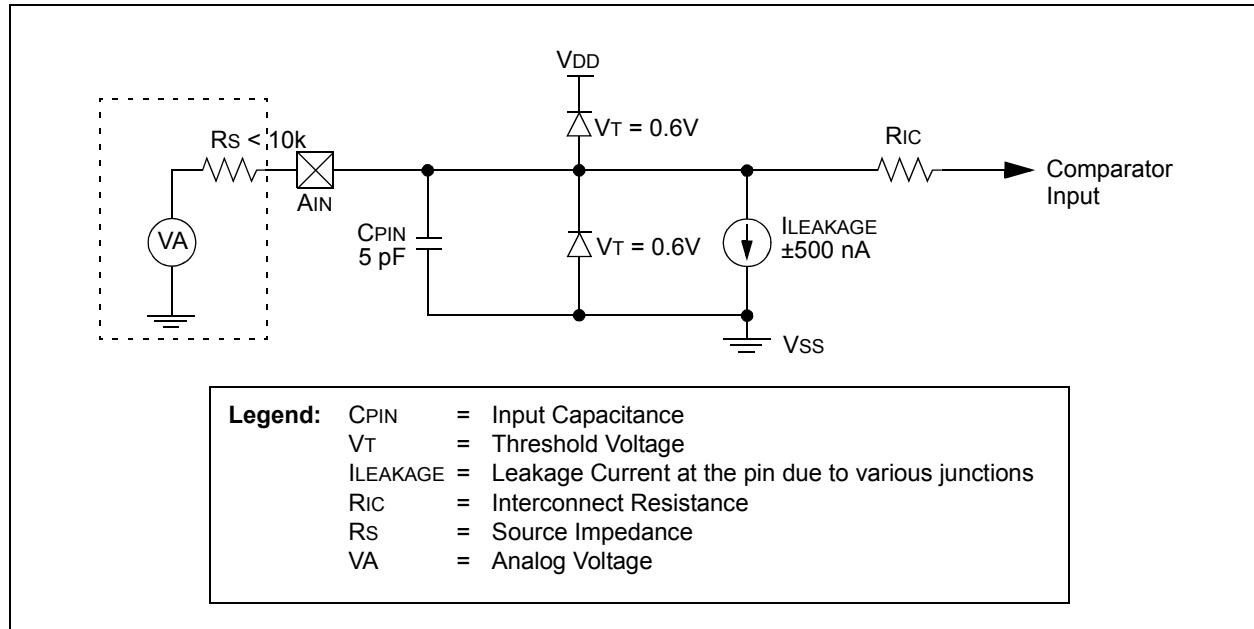 VDD
VT = 0.6V
RS < 10k
RIC
AIN
Comparator
Input
VA
CPIN
5 pF
VT = 0.6V
ILEAKAGE
±500 nA
VSS
Legend: CPIN = Input Capacitance
VT = Threshold Voltage
ILEAKAGE = Leakage Current at the pin due to various junctions
RIC = Interconnect Resistance
RS = Source Impedance
VA = Analog Voltage